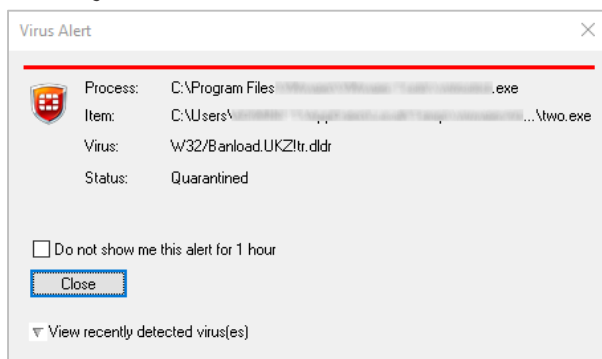 Virus Alert
Process: C:\Program Files .exe
Item: C:\Users\ ...\two.exe
Virus: W32/Banload.UKZ!tr.dldr
Status: Quarantined
Do not show me this alert for 1 hour
Close
View recently detected virus(es)